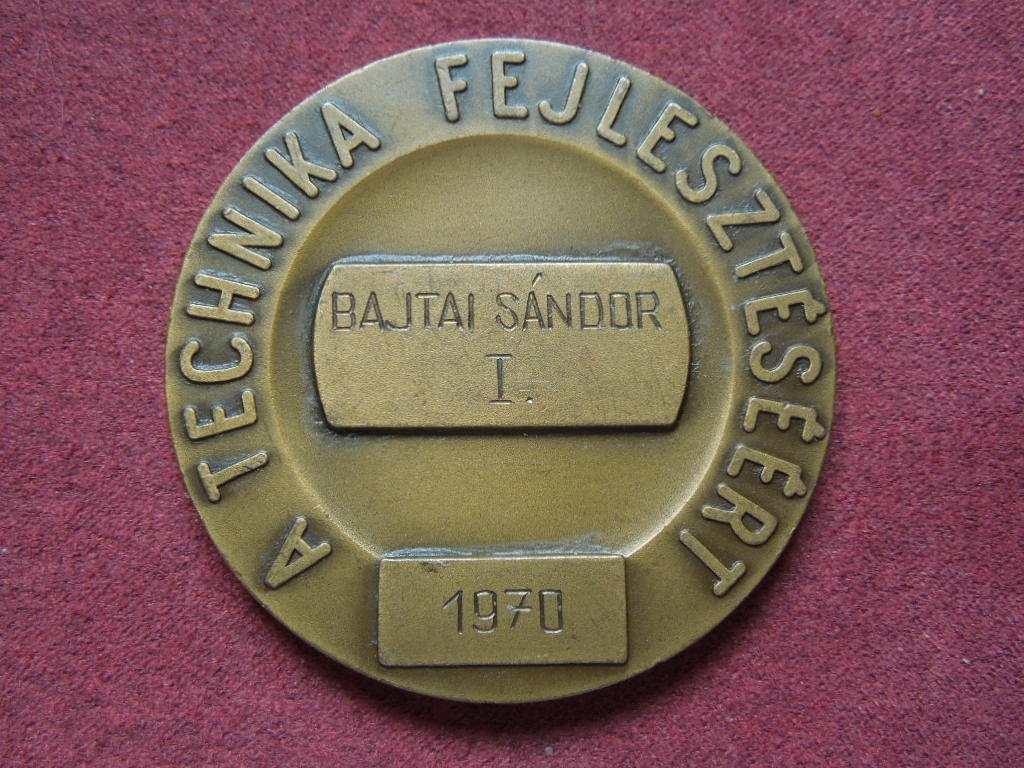 A TECHNIKA FEJLESZTÉSÉÉRT
BAJTAI SÁNDOR
I.
1970